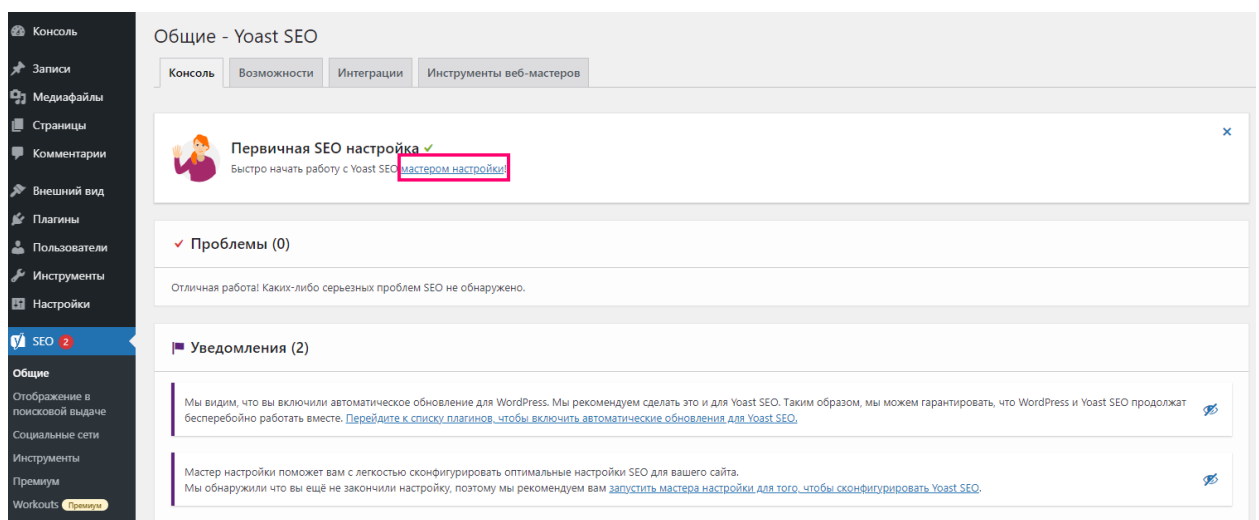 Консоль
Записи
Медиафайлы
Страницы
Комментарии
Внешний вид
Плагины
Пользователи
Инструменты
Настройки
SEO 2
Общие
Отображение в
поисковой выдаче
Социальные сети
Инструменты
Премиум
Workouts Премиум
Общие - Yoast SEO
Консоль Возможности Интеграции Инструменты веб-мастеров
Первичная SEO настройка
Быстро начать работу с Yoast SEO мастером настройки!
Проблемы (0)
Отличная работа! Каких-либо серьезных проблем SEO не обнаружено.
Уведомления (2)
Мы видим, что вы включили автоматическое обновление для WordPress. Мы рекомендуем сделать это и для Yoast SEO. Таким образом, мы можем гарантировать, что WordPress и Yoast SEO продолжат
бесперебойно работать вместе. Перейдите к списку плагинов, чтобы включить автоматические обновления для Yoast SEO.
Мастер настройки поможет вам с легкостью сконфигурировать оптимальные настройки SEO для вашего сайта.
Мы обнаружили что вы ещё не закончили настройку, поэтому мы рекомендуем вам запустить мастера настройки для того, чтобы сконфигурировать Yoast SEO.